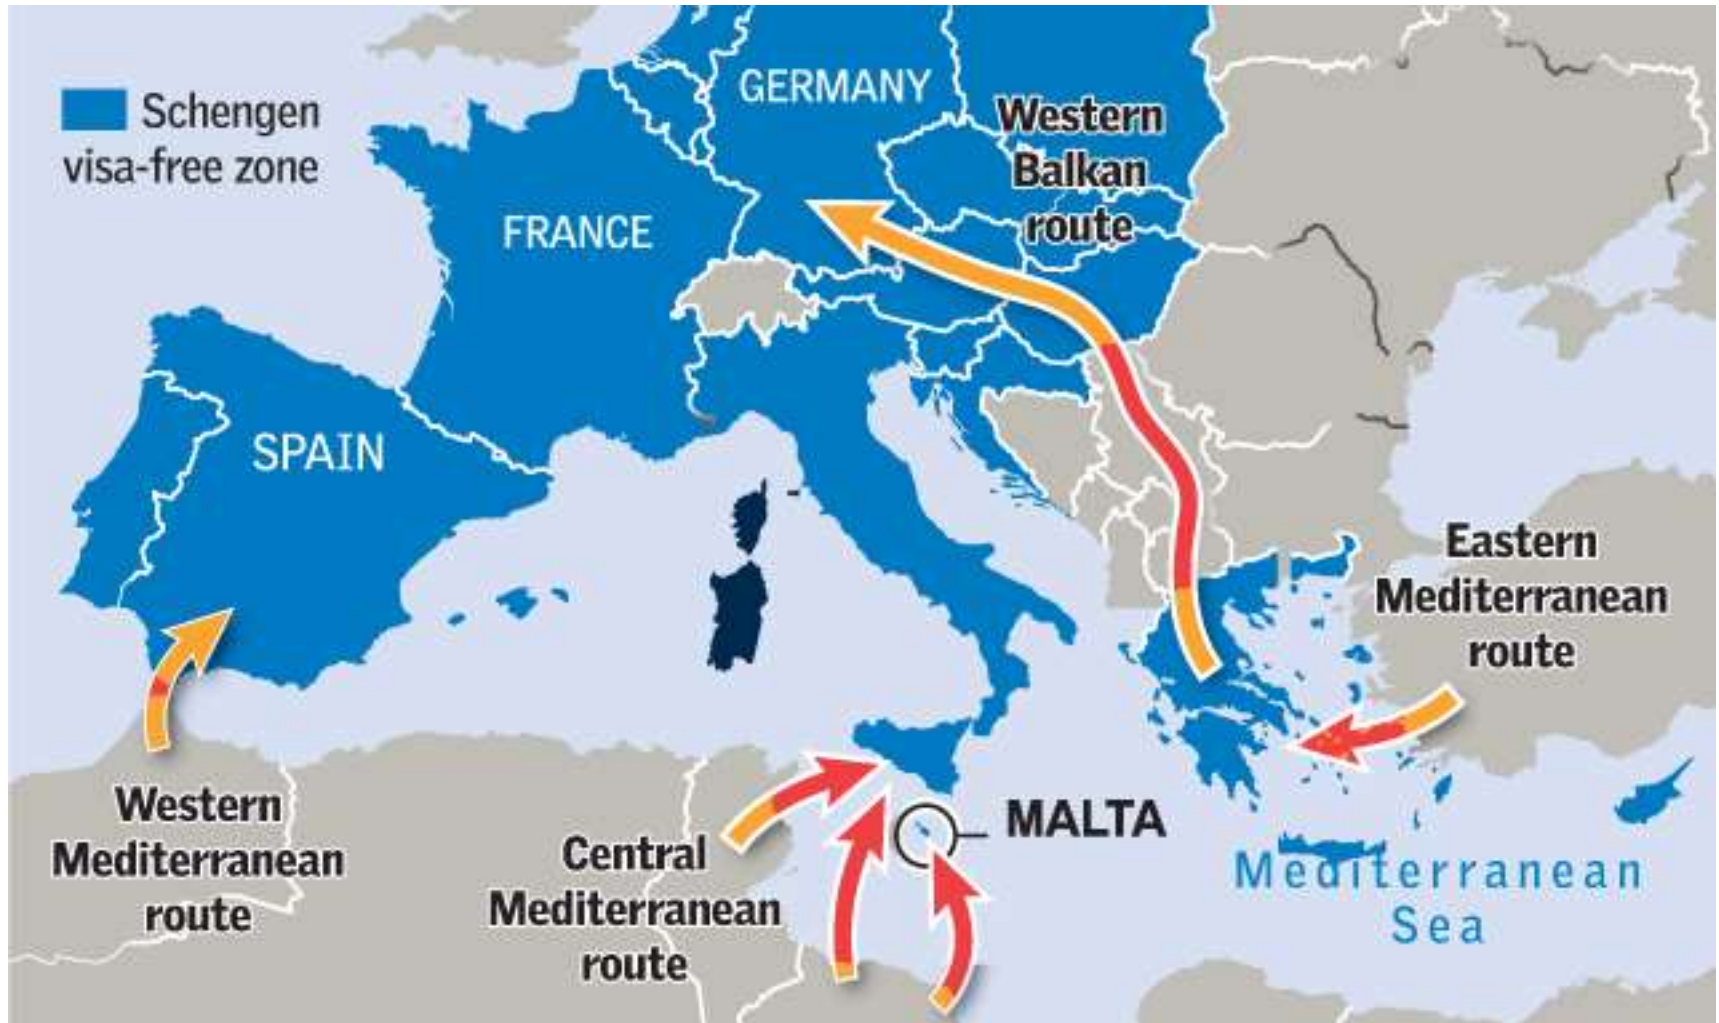 Schengen
visa-free zone
GERMANY
Western
Balkan
route
FRANCE
SPAIN
Eastern
Mediterranean
route
Western
Mediterranean
route
Central
Mediterranean
route
MALTA
Mediterranean
Sea